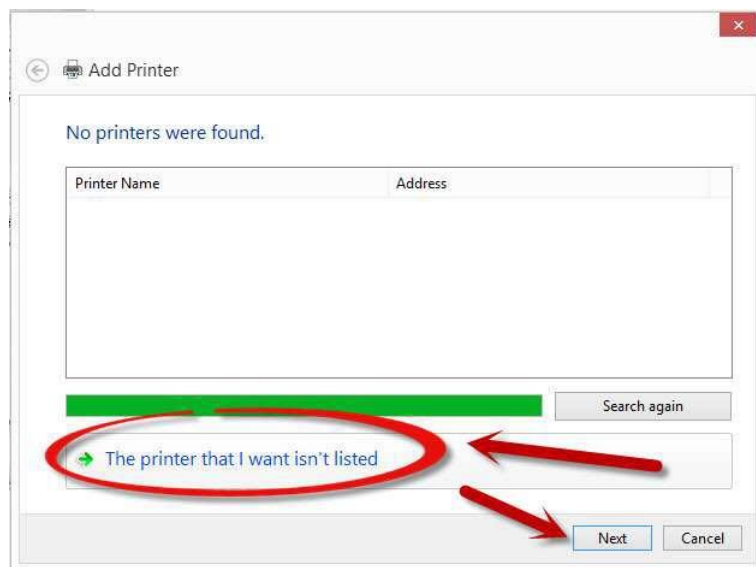 Add Printer
No printers were found.
Printer Name Address
Search again
The printer that I want isn't listed
Next Cancel